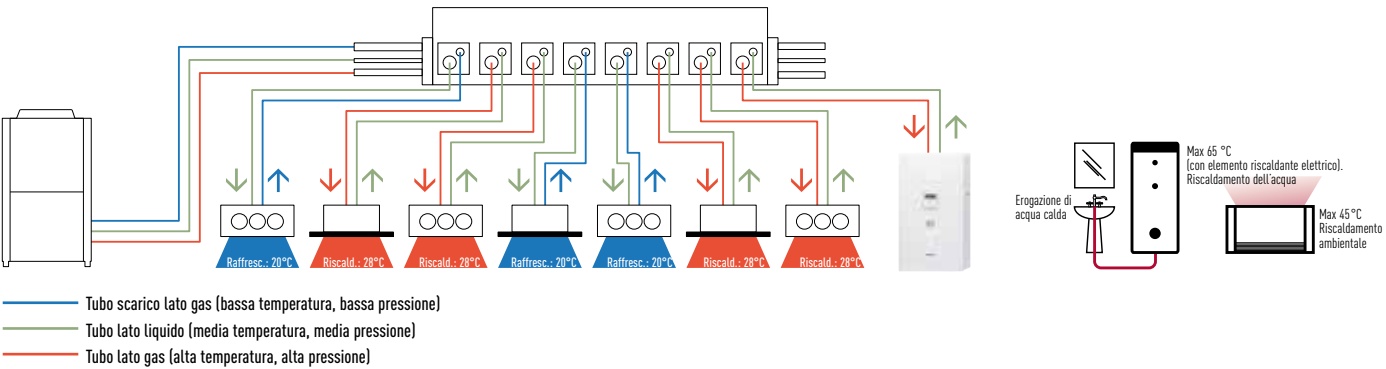 Raffresc.: 20°C
Riscald.: 28°C
Riscald.: 28°C
Raffresc.: 20°C
Raffresc.: 20°C
Riscald.: 28°C
Riscald.: 28°C
Erogazione di
acqua calda
Max 65 °C
(con elemento riscaldante elettrico).
Riscaldamento dell'acqua
Max 45°C
Riscaldamento
ambientale
Tubo scarico lato gas (bassa temperatura, bassa pressione)
Tubo lato liquido (media temperatura, media pressione)
Tubo lato gas (alta temperatura, alta pressione)